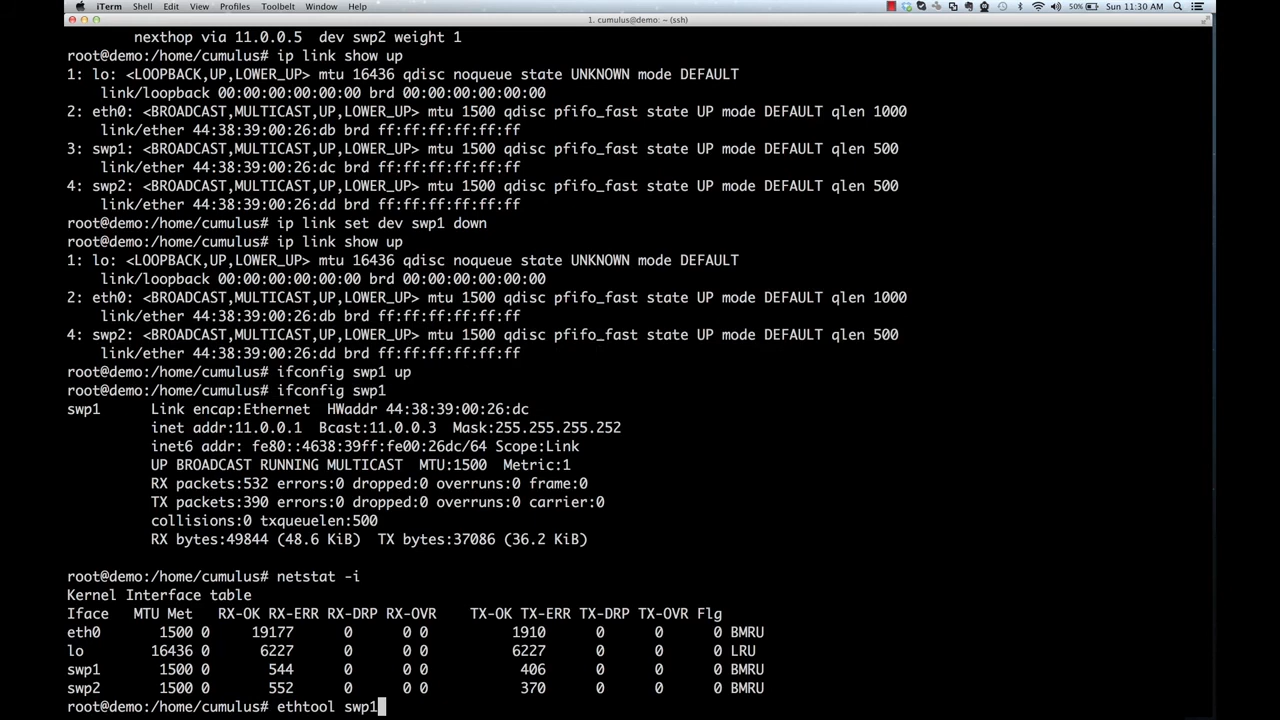 iTerm Shell Edit View Profiles Toolbelt Window Help 50% Sun 11:30 AM
1. cumulus@demo: ~ (ssh)
nexthop via 11.0.0.5 dev swp2 weight 1
root@demo:/home/cumulus# ip link show up
1: lo: <LOOPBACK,UP,LOWER_UP> mtu 16436 qdisc noqueue state UNKNOWN mode DEFAULT
link/loopback 00:00:00:00:00:00 brd 00:00:00:00:00:00
2: eth0: <BROADCAST,MULTICAST,UP,LOWER_UP> mtu 1500 qdisc pfifo_fast state UP mode DEFAULT qlen 1000
link/ether 44:38:39:00:26:db brd ff:ff:ff:ff:ff:ff
3: swp1: <BROADCAST,MULTICAST,UP,LOWER_UP> mtu 1500 qdisc pfifo_fast state UP mode DEFAULT qlen 500
link/ether 44:38:39:00:26:dc brd ff:ff:ff:ff:ff:ff
4: swp2: <BROADCAST,MULTICAST,UP,LOWER_UP> mtu 1500 qdisc pfifo_fast state UP mode DEFAULT qlen 500
link/ether 44:38:39:00:26:dd brd ff:ff:ff:ff:ff:ff
root@demo:/home/cumulus# ip link set dev swp1 down
root@demo:/home/cumulus# ip link show up
1: lo: <LOOPBACK,UP,LOWER_UP> mtu 16436 qdisc noqueue state UNKNOWN mode DEFAULT
link/loopback 00:00:00:00:00:00 brd 00:00:00:00:00:00
2: eth0: <BROADCAST,MULTICAST,UP,LOWER_UP> mtu 1500 qdisc pfifo_fast state UP mode DEFAULT qlen 1000
link/ether 44:38:39:00:26:db brd ff:ff:ff:ff:ff:ff
4: swp2: <BROADCAST,MULTICAST,UP,LOWER_UP> mtu 1500 qdisc pfifo_fast state UP mode DEFAULT qlen 500
link/ether 44:38:39:00:26:dd brd ff:ff:ff:ff:ff:ff
root@demo:/home/cumulus# ifconfig swp1 up
root@demo:/home/cumulus# ifconfig swp1
swp1 Link encap:Ethernet HWaddr 44:38:39:00:26:dc
inet addr:11.0.0.1 Bcast:11.0.0.3 Mask:255.255.255.252
inet6 addr: fe80::4638:39ff:fe00:26dc/64 Scope:Link
UP BROADCAST RUNNING MULTICAST MTU:1500 Metric:1
RX packets:532 errors:0 dropped:0 overruns:0 frame:0
TX packets:390 errors:0 dropped:0 overruns:0 carrier:0
collisions:0 txqueuelen:500
RX bytes:49844 (48.6 KiB) TX bytes:37086 (36.2 KiB)
root@demo:/home/cumulus# netstat -i
Kernel Interface table
Iface MTU Met RX-OK RX-ERR RX-DRP RX-OVR TX-OK TX-ERR TX-DRP TX-OVR Flg
eth0 1500 0 19177 0 0 0 1910 0 0 0 BMRU
lo 16436 0 6227 0 0 0 6227 0 0 0 LRU
swp1 1500 0 544 0 0 0 406 0 0 0 BMRU
swp2 1500 0 552 0 0 0 370 0 0 0 BMRU
root@demo:/home/cumulus# ethtool swp1